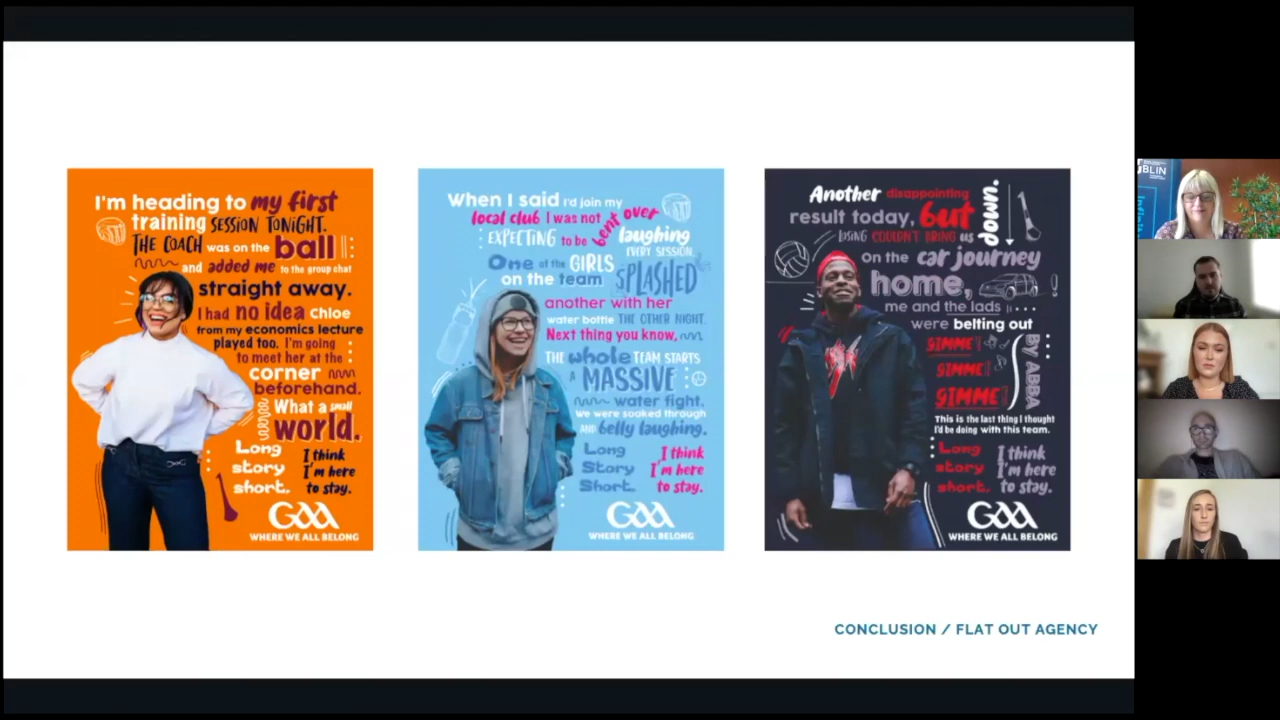 I'm heading to my first
training SESSION TONIGHT.
THE COACH was on the ball
and added me to the group chat
straight away.
I had no idea Chloe
from my economics lecture
played too. I'm going
to meet her at the
corner
beforehand.
What a small
world.
Long
story
short.
I think
I'm here
to stay.
GAA
WHERE WE ALL BELONG
When I said I'd join my
local club I was not
EXPECTING to be bent over
laughing
EVERY SESSION.
One of the GIRLS
on the team SPLASHED
another with her
water bottle THE OTHER NIGHT.
Next thing you know,
THE whole TEAM STARTS
A MASSIVE
water fight.
We were soaked through
AND belly laughing.
Long
Story
Short.
I think
I'm here
to stay.
GAA
WHERE WE ALL BELONG
Another disappointing
result today, but
losing COULDN'T BRING us down.
on the car journey
home,
me and the lads
were belting out
GIMME
GIMME
GIMME
BY ABBA
This is the last thing I thought
I'd be doing with this team.
Long
story
short.
I think
I'm here
to stay.
GAA
WHERE WE ALL BELONG
CONCLUSION / FLAT OUT AGENCY
BLIN